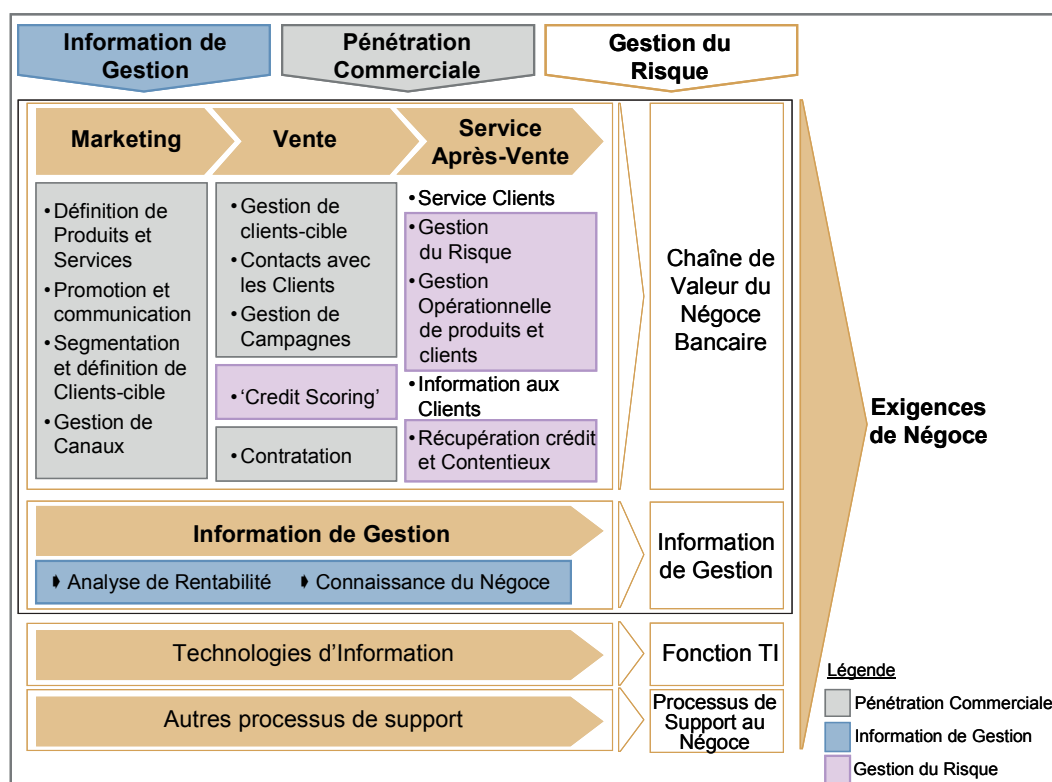 Information de
Gestion
Pénétration
Commerciale
Gestion du
Risque
Marketing
Vente
Service
Après-Vente
• Définition de
Produits et
Services
• Promotion et
communication
• Segmentation
et définition de
Clients-cible
• Gestion de
Canaux
• Gestion de
clients-cible
• Contacts avec
les Clients
• Gestion de
Campagnes
• ‘Credit Scoring’
• Contratation
• Service Clients
• Gestion
du Risque
• Gestion
Opérationnelle
de produits et
clients
• Information aux
Clients
• Récupération crédit
et Contentieux
Chaîne de
Valeur du
Négoce
Bancaire
Exigences
de Négoce
Information de Gestion
➧ Analyse de Rentabilité ➧ Connaissance du Négoce
Information
de Gestion
Technologies d’Information
Fonction TI
Autres processus de support
Processus de
Support au
Négoce
Légende
Pénétration Commerciale
Information de Gestion
Gestion du Risque